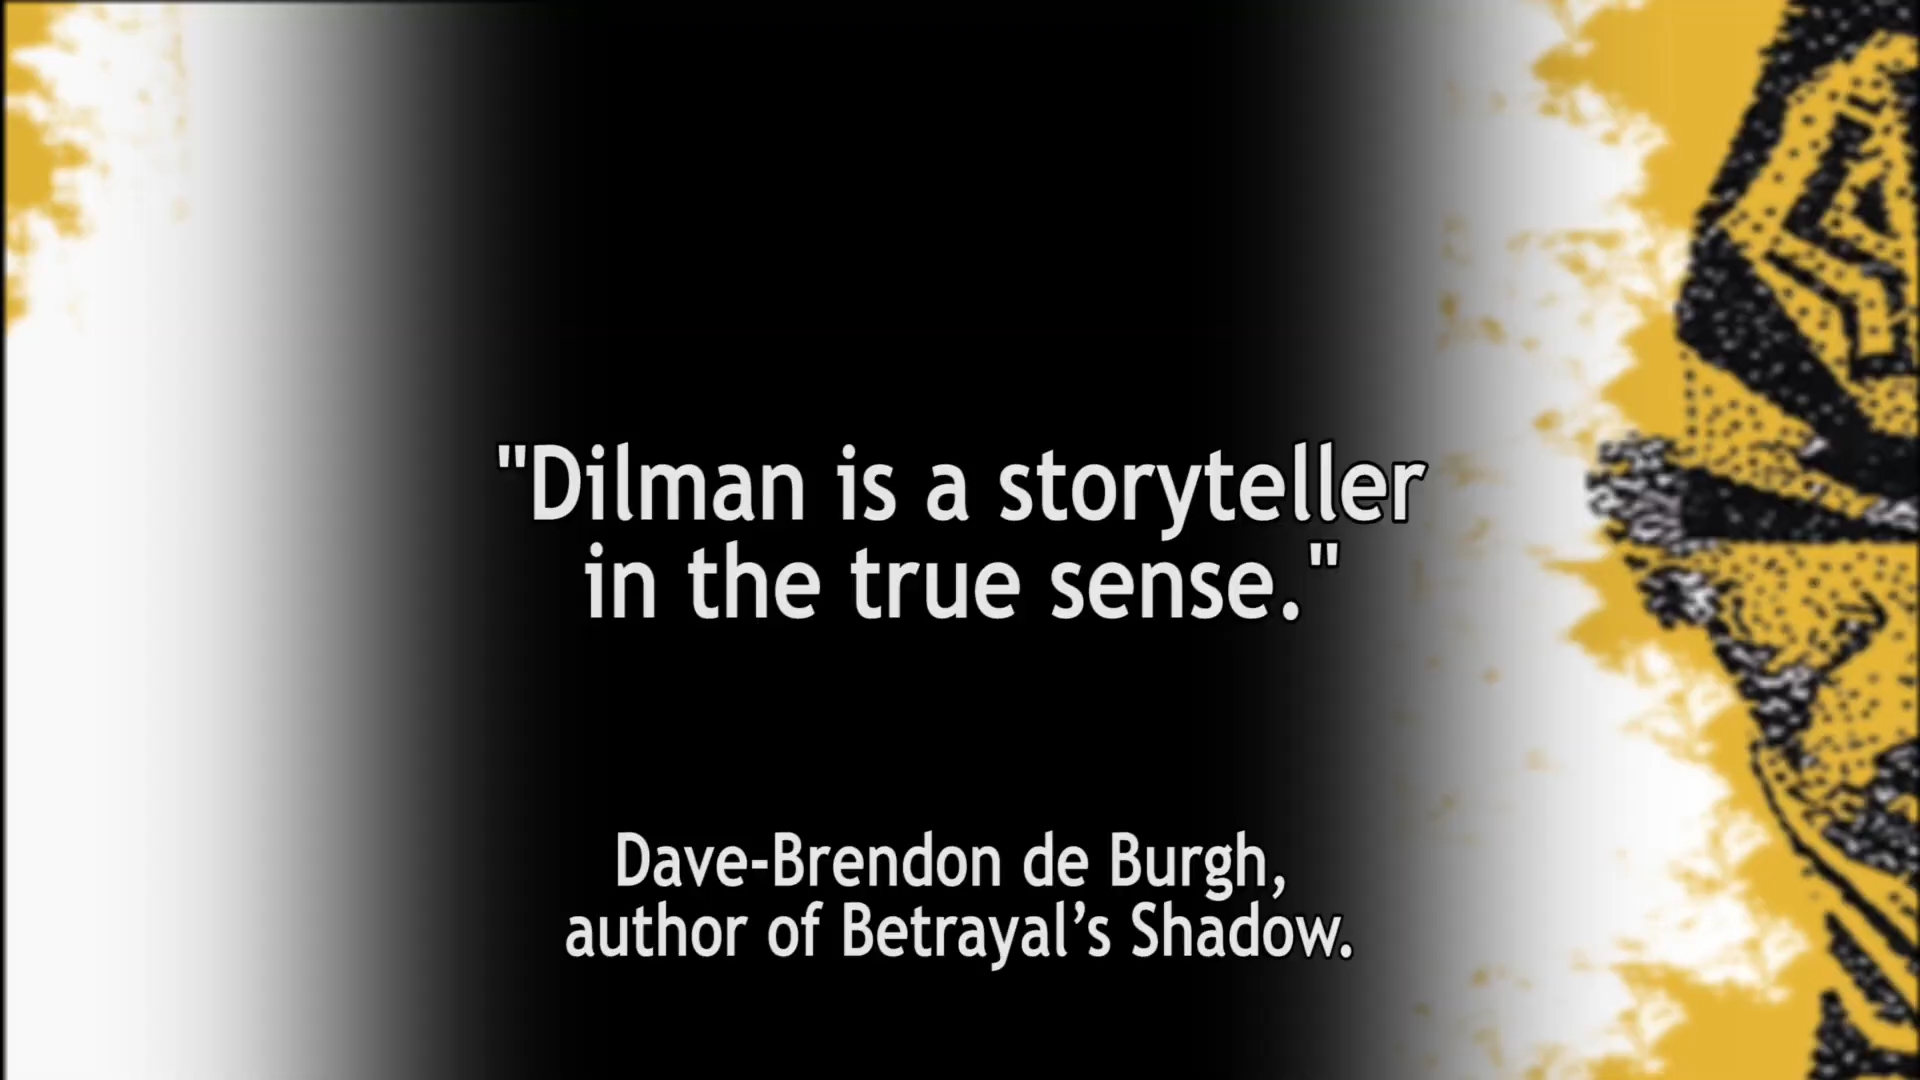 "Dilman is a storyteller
in the true sense."
Dave-Brendon de Burgh,
author of Betrayal’s Shadow.